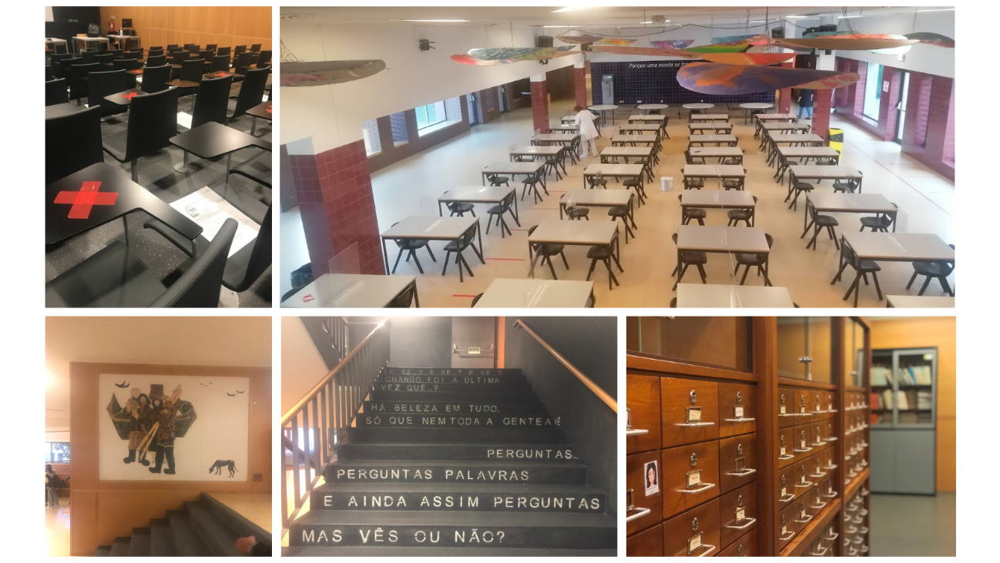 Porque uma escola se
E SE...? E SE...? E SE...?
QUANDO FOI A ÚLTIMA
VEZ QUE...?
HÁ BELEZA EM TUDO,
SÓ QUE NEM TODA A GENTE A VÊ
PERGUNTAS...
PERGUNTAS PALAVRAS
E AINDA ASSIM PERGUNTAS
MAS VÊS OU NÃO?